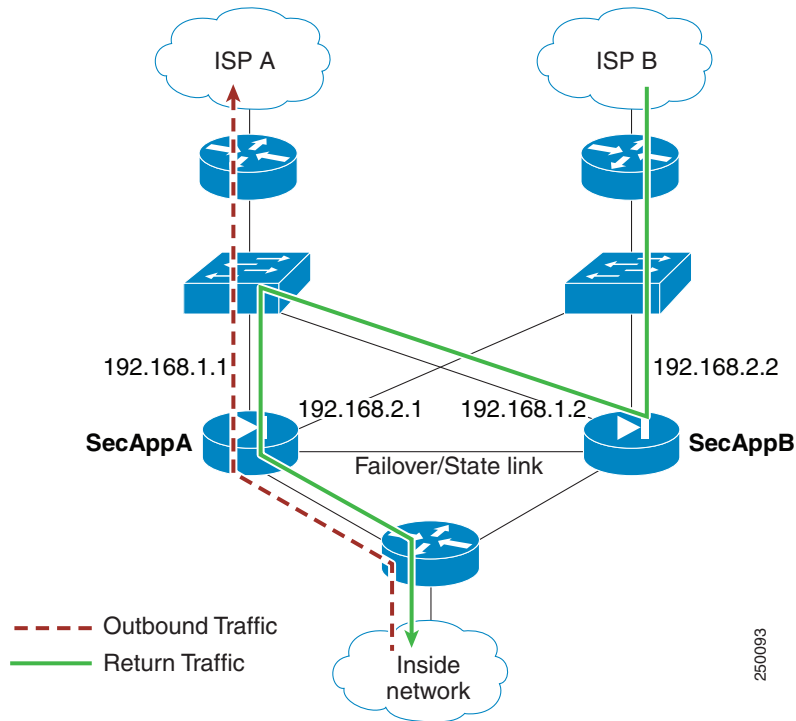 ISP A
ISP B
192.168.1.1
192.168.2.2
192.168.2.1
192.168.1.2
SecAppA
SecAppB
Failover/State link
Outbound Traffic
Return Traffic
Inside
network
250093